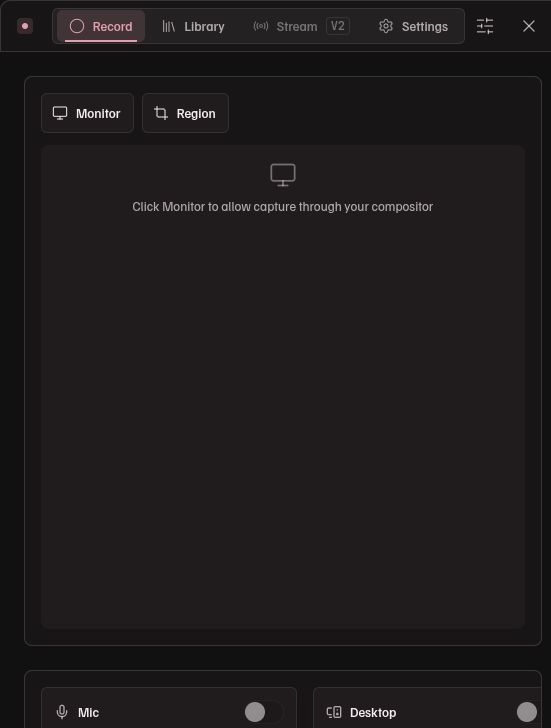 Record Library Stream V2 Settings
Monitor Region
Click Monitor to allow capture through your compositor
Mic Desktop